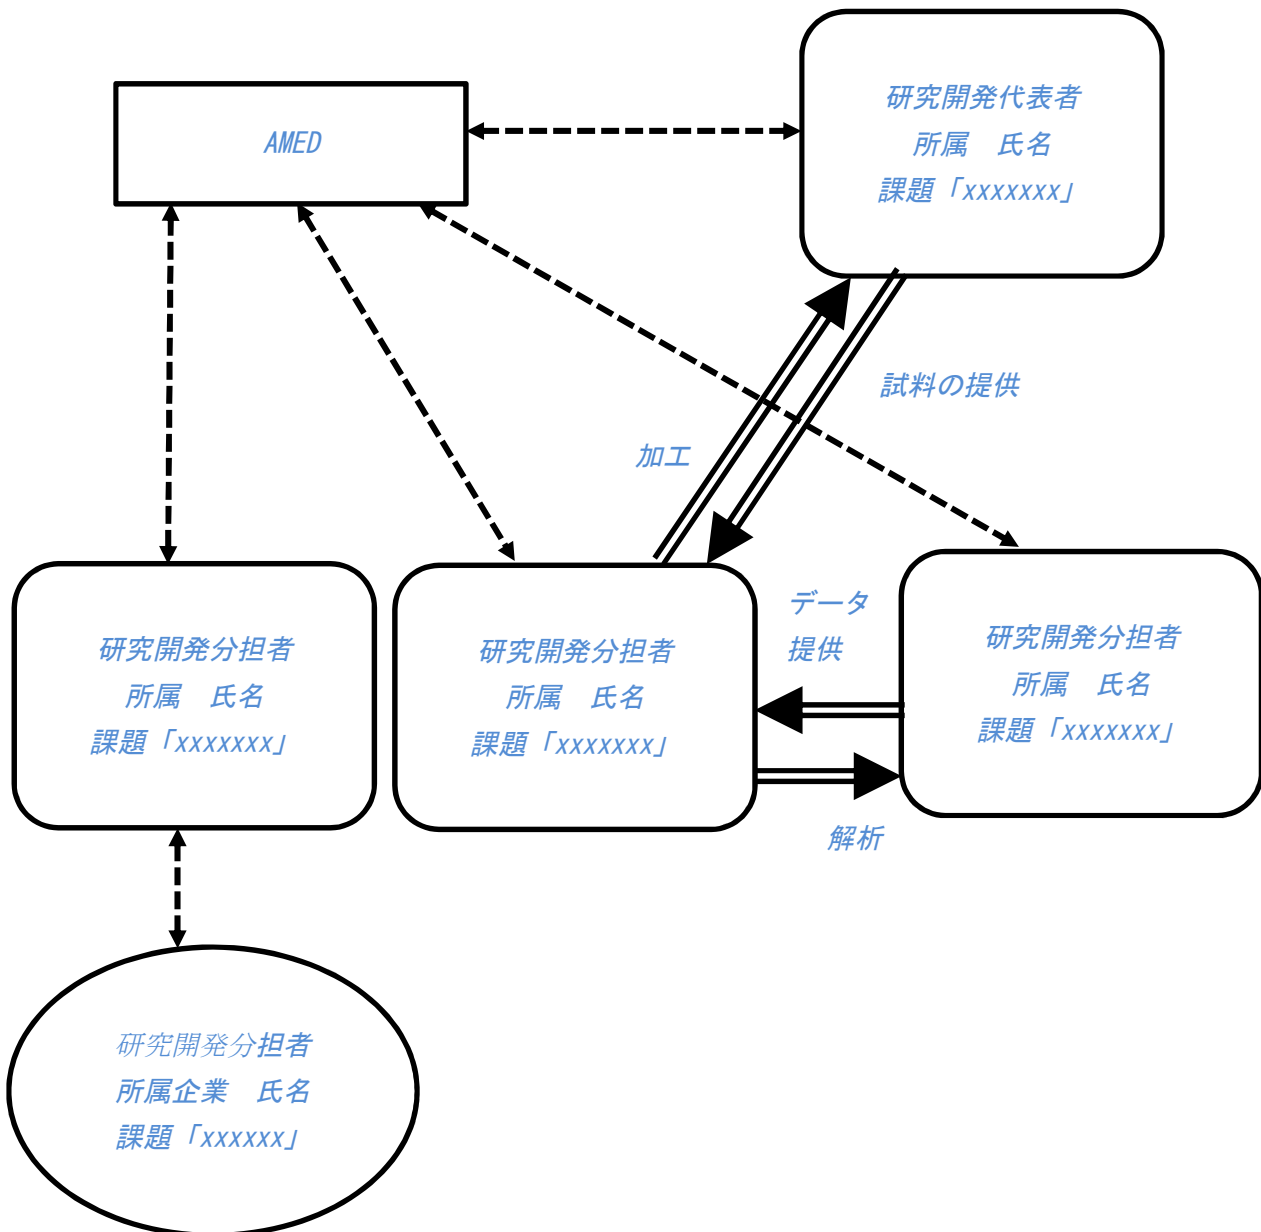 研究開発代表者
所属　氏名
課題「xxxxxxx」
AMED
試料の提供
加工
データ
提供
研究開発分担者
所属　氏名
課題「xxxxxxx」
研究開発分担者
所属　氏名
課題「xxxxxxx」
研究開発分担者
所属　氏名
課題「xxxxxxx」
解析
研究開発分担者
所属企業　氏名
課題「xxxxxx」